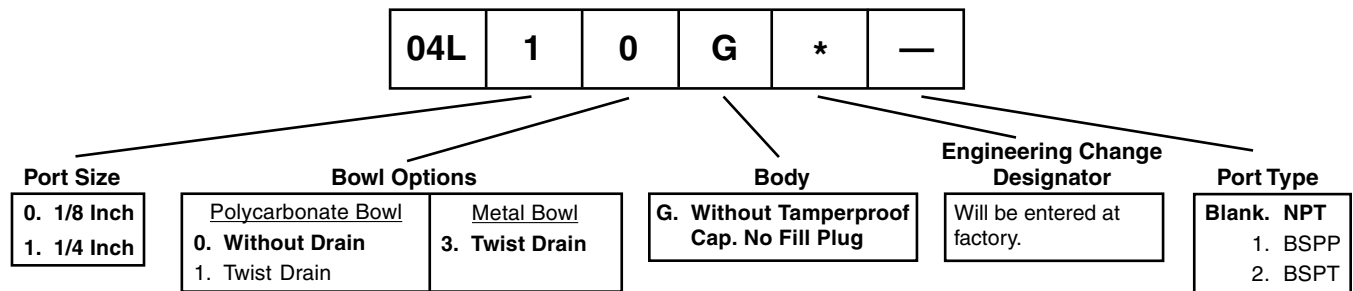 04L 1 0 G * —
Port Size
0. 1/8 Inch
1. 1/4 Inch
Bowl Options
Polycarbonate Bowl
0. Without Drain
1. Twist Drain
Metal Bowl
3. Twist Drain
Body
G. Without Tamperproof
Cap. No Fill Plug
Engineering Change
Designator
Will be entered at
factory.
Port Type
Blank. NPT
1. BSPP
2. BSPT